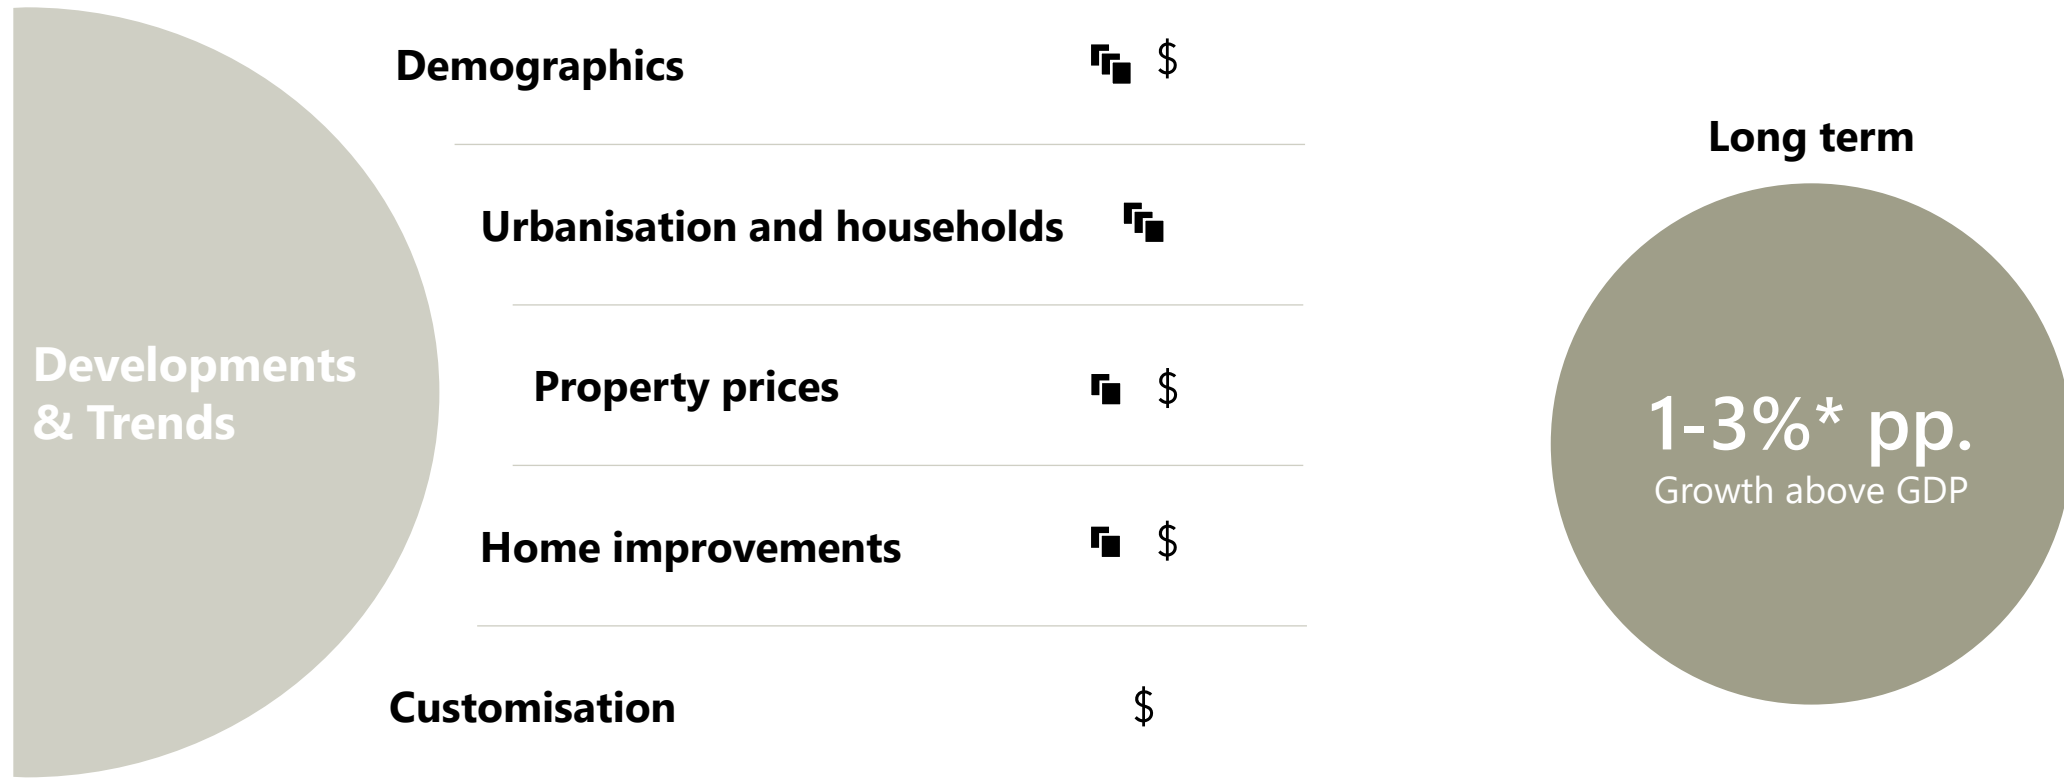 Developments
& Trends
Demographics $
Urbanisation and households
Property prices $
Home improvements $
Customisation $
Long term
1-3%* pp.
Growth above GDP